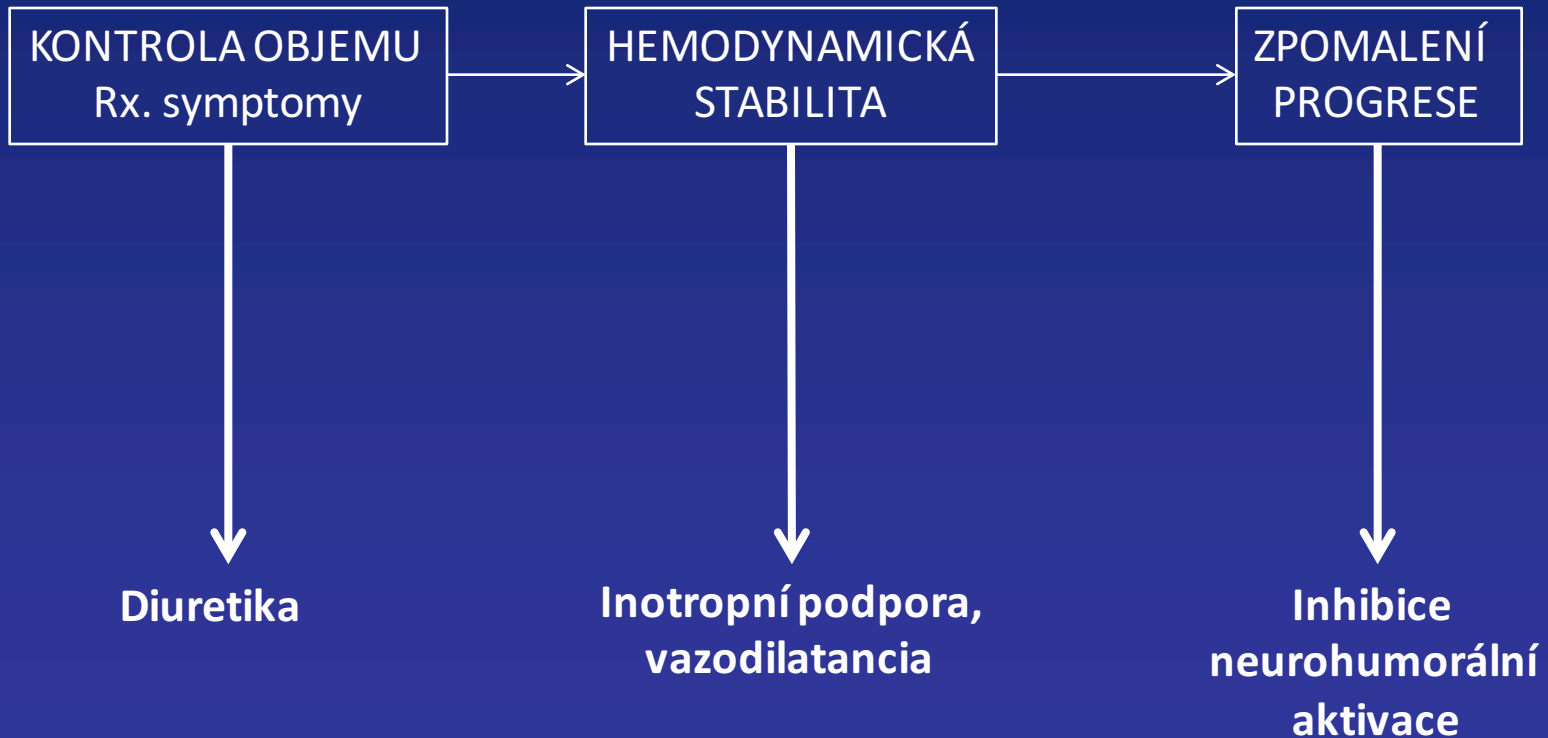 KONTROLA OBJEMU
Rx. symptomy
HEMODYNAMICKÁ
STABILITA
ZPOMALENÍ
PROGRESE
Diuretika
Inotropní podpora,
vazodilatancia
Inhibice
neurohumorální
aktivace